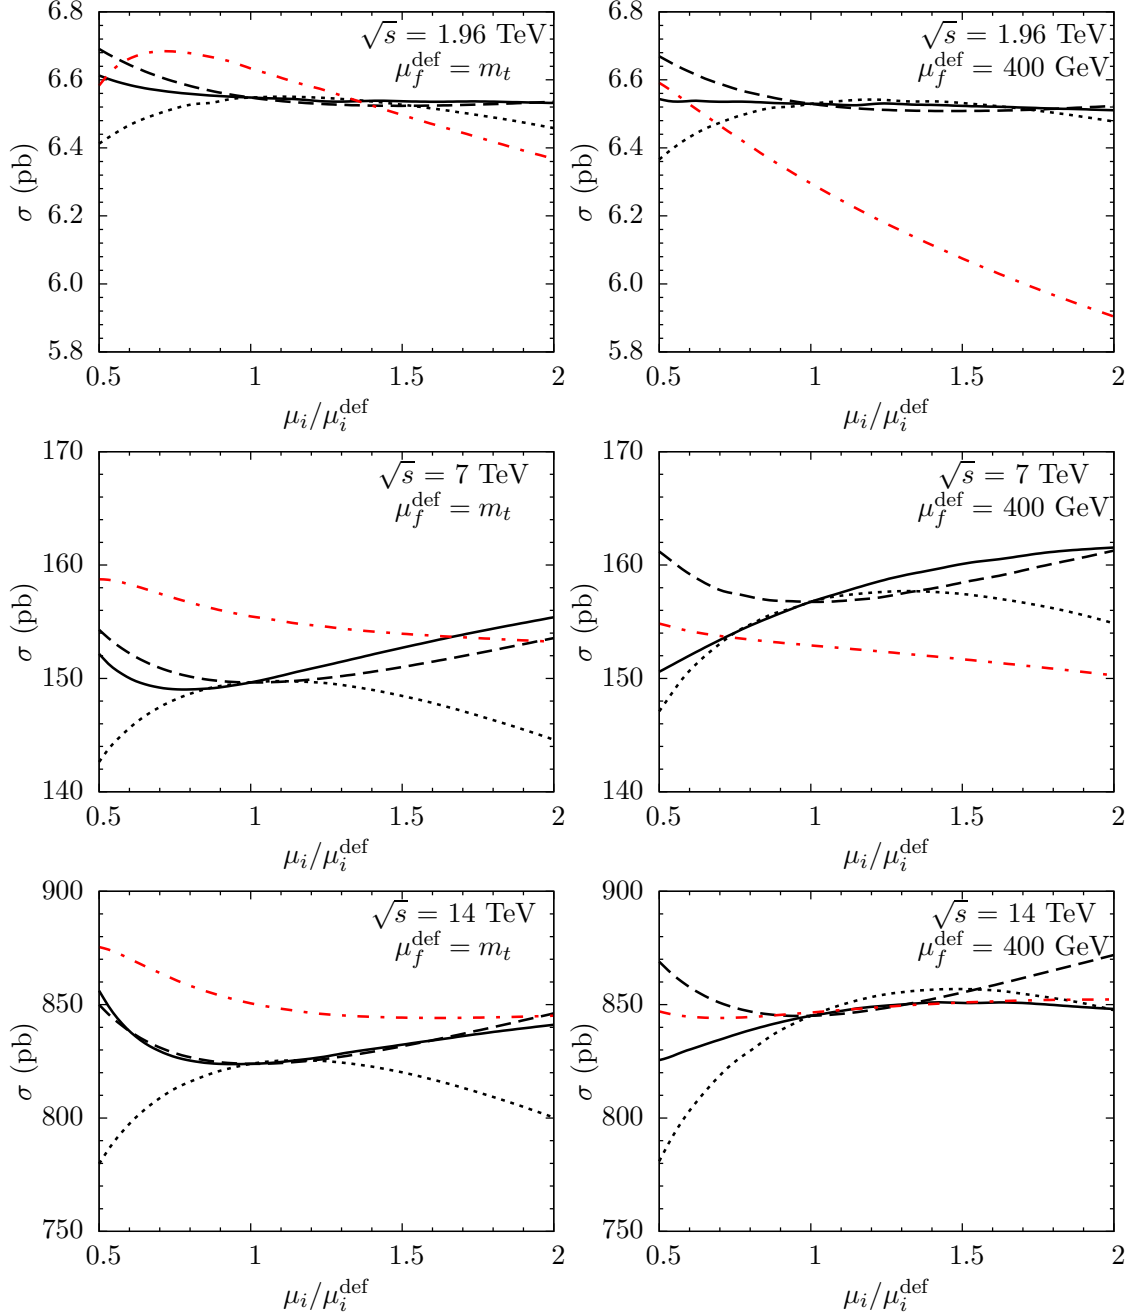 6.8
6.6
6.4
6.2
6.0
5.8
σ (pb)
√s = 1.96 TeV
μ_f^def = m_t
0.5 1 1.5 2
μ_i/μ_i^def
6.8
6.6
6.4
6.2
6.0
5.8
σ (pb)
√s = 1.96 TeV
μ_f^def = 400 GeV
0.5 1 1.5 2
μ_i/μ_i^def
170
160
150
140
σ (pb)
√s = 7 TeV
μ_f^def = m_t
0.5 1 1.5 2
μ_i/μ_i^def
170
160
150
140
σ (pb)
√s = 7 TeV
μ_f^def = 400 GeV
0.5 1 1.5 2
μ_i/μ_i^def
900
850
800
750
σ (pb)
√s = 14 TeV
μ_f^def = m_t
0.5 1 1.5 2
μ_i/μ_i^def
900
850
800
750
σ (pb)
√s = 14 TeV
μ_f^def = 400 GeV
0.5 1 1.5 2
μ_i/μ_i^def